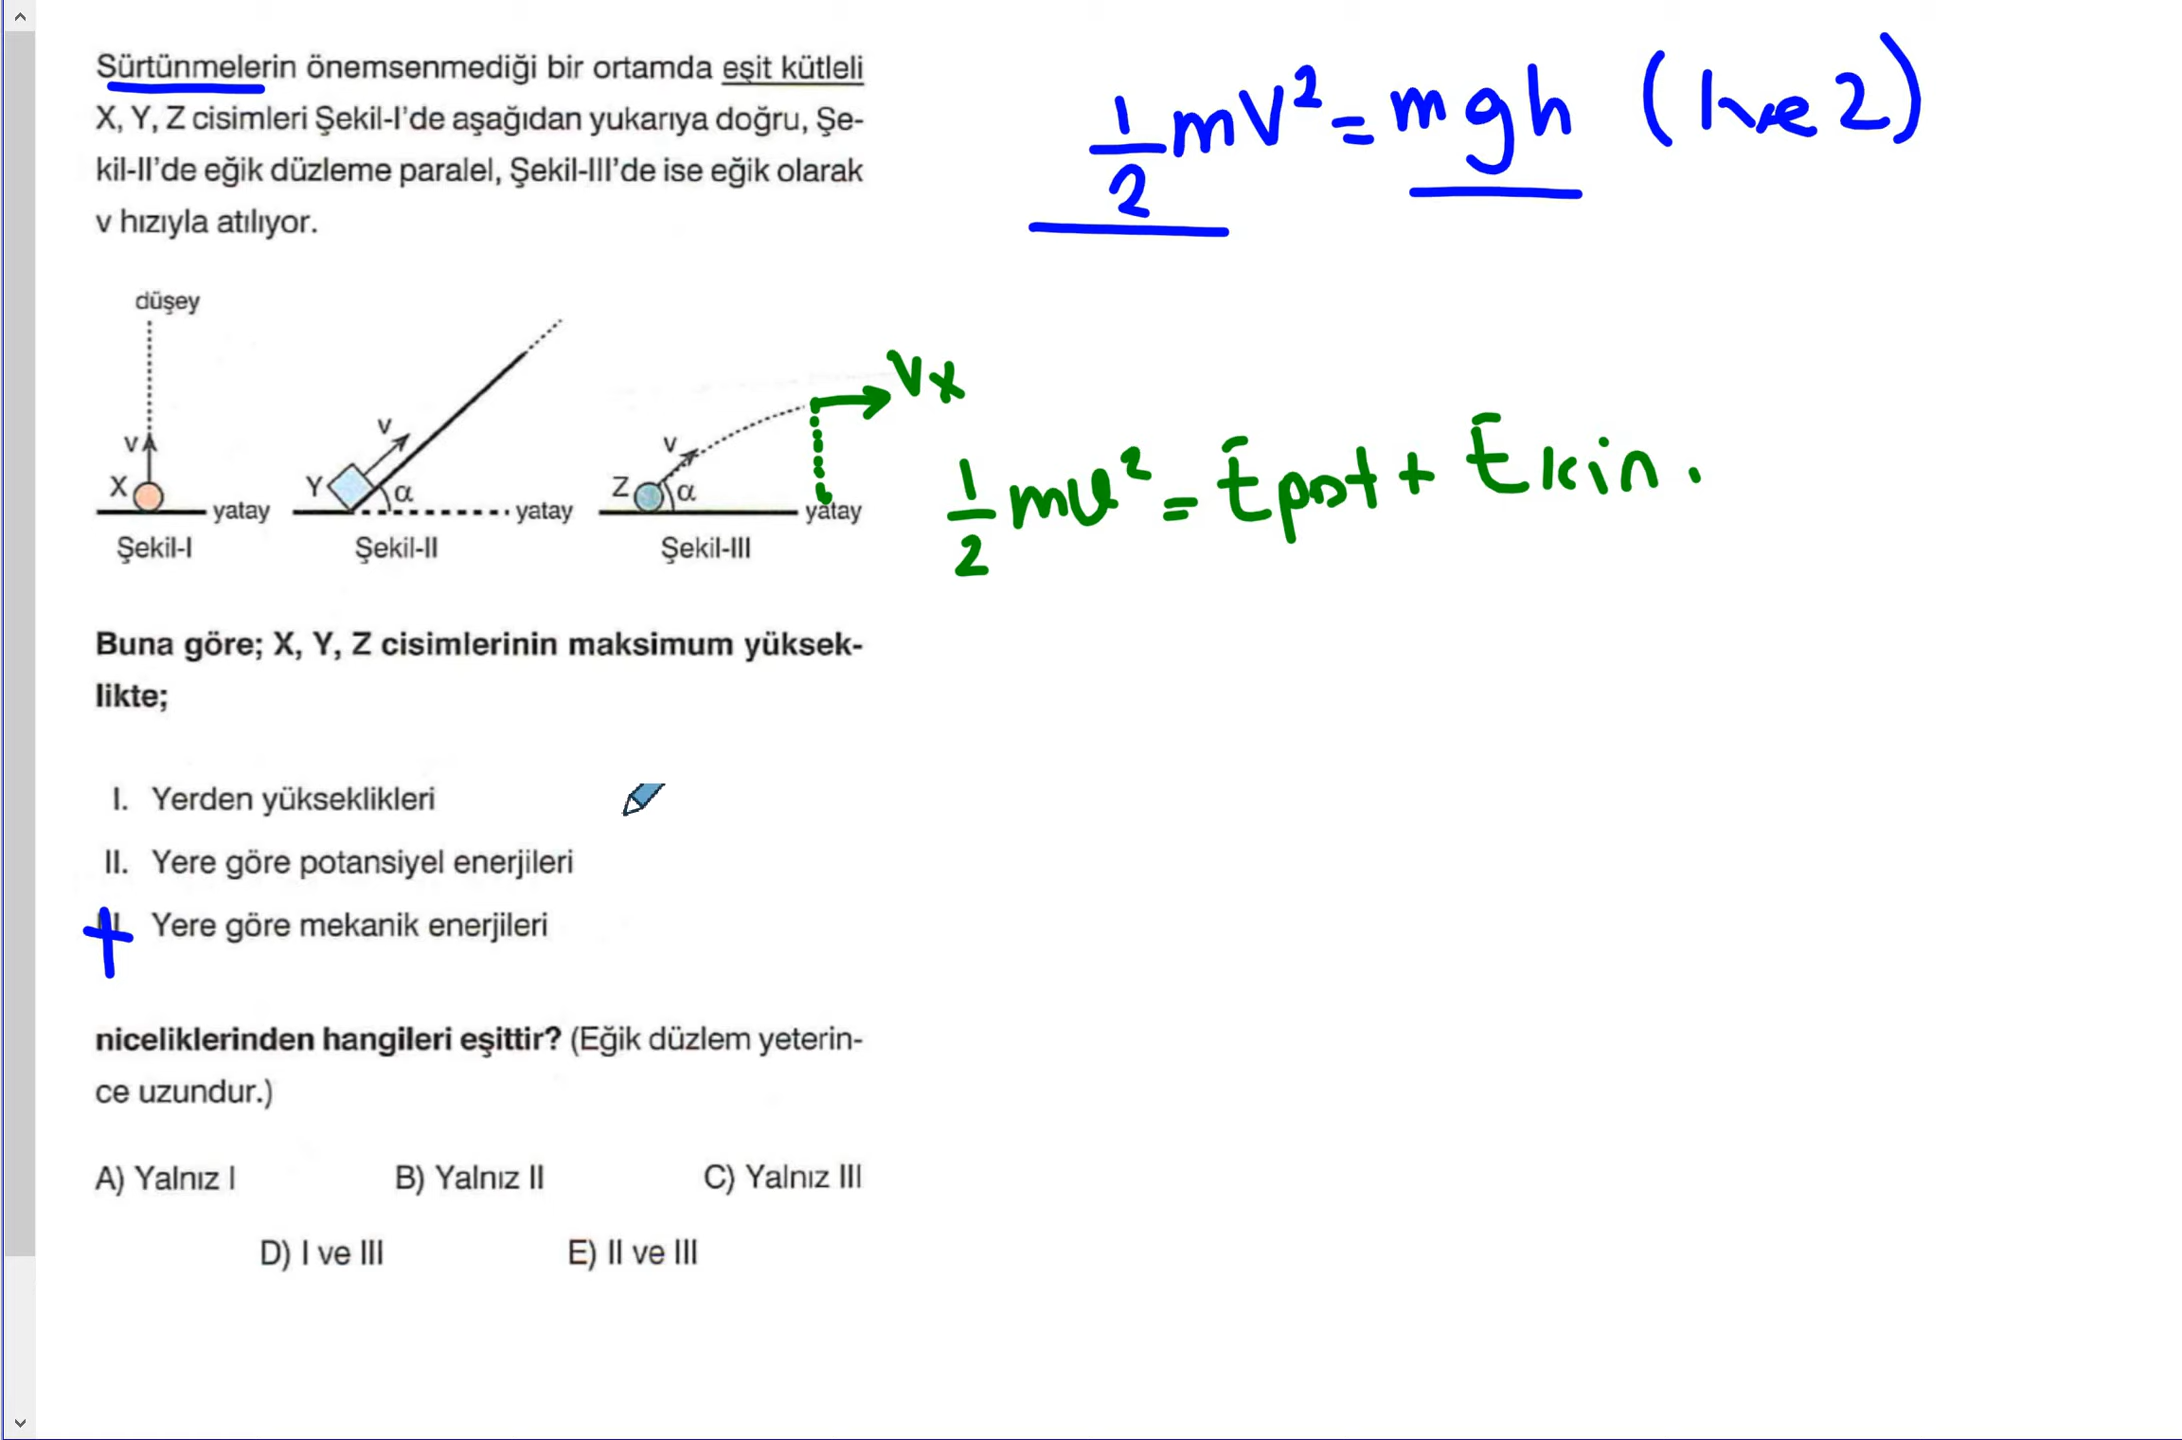 Sürtünmelerin önemsenmediği bir ortamda eşit kütleli
X, Y, Z cisimleri Şekil-I'de aşağıdan yukarıya doğru, Şe-
kil-II'de eğik düzleme paralel, Şekil-III'de ise eğik olarak
v hızıyla atılıyor.
1/2 mV² = mgh (1 ve 2)
düşey
v
X
yatay
Şekil-I
v
Y
α
yatay
Şekil-II
v
Z
α
yatay
Şekil-III
Vx
1/2 mv² = Epot + Ekin.
Buna göre; X, Y, Z cisimlerinin maksimum yüksek-
likte;
I. Yerden yükseklikleri
II. Yere göre potansiyel enerjileri
III. Yere göre mekanik enerjileri
niceliklerinden hangileri eşittir? (Eğik düzlem yeterin-
ce uzundur.)
A) Yalnız I B) Yalnız II C) Yalnız III
D) I ve III E) II ve III